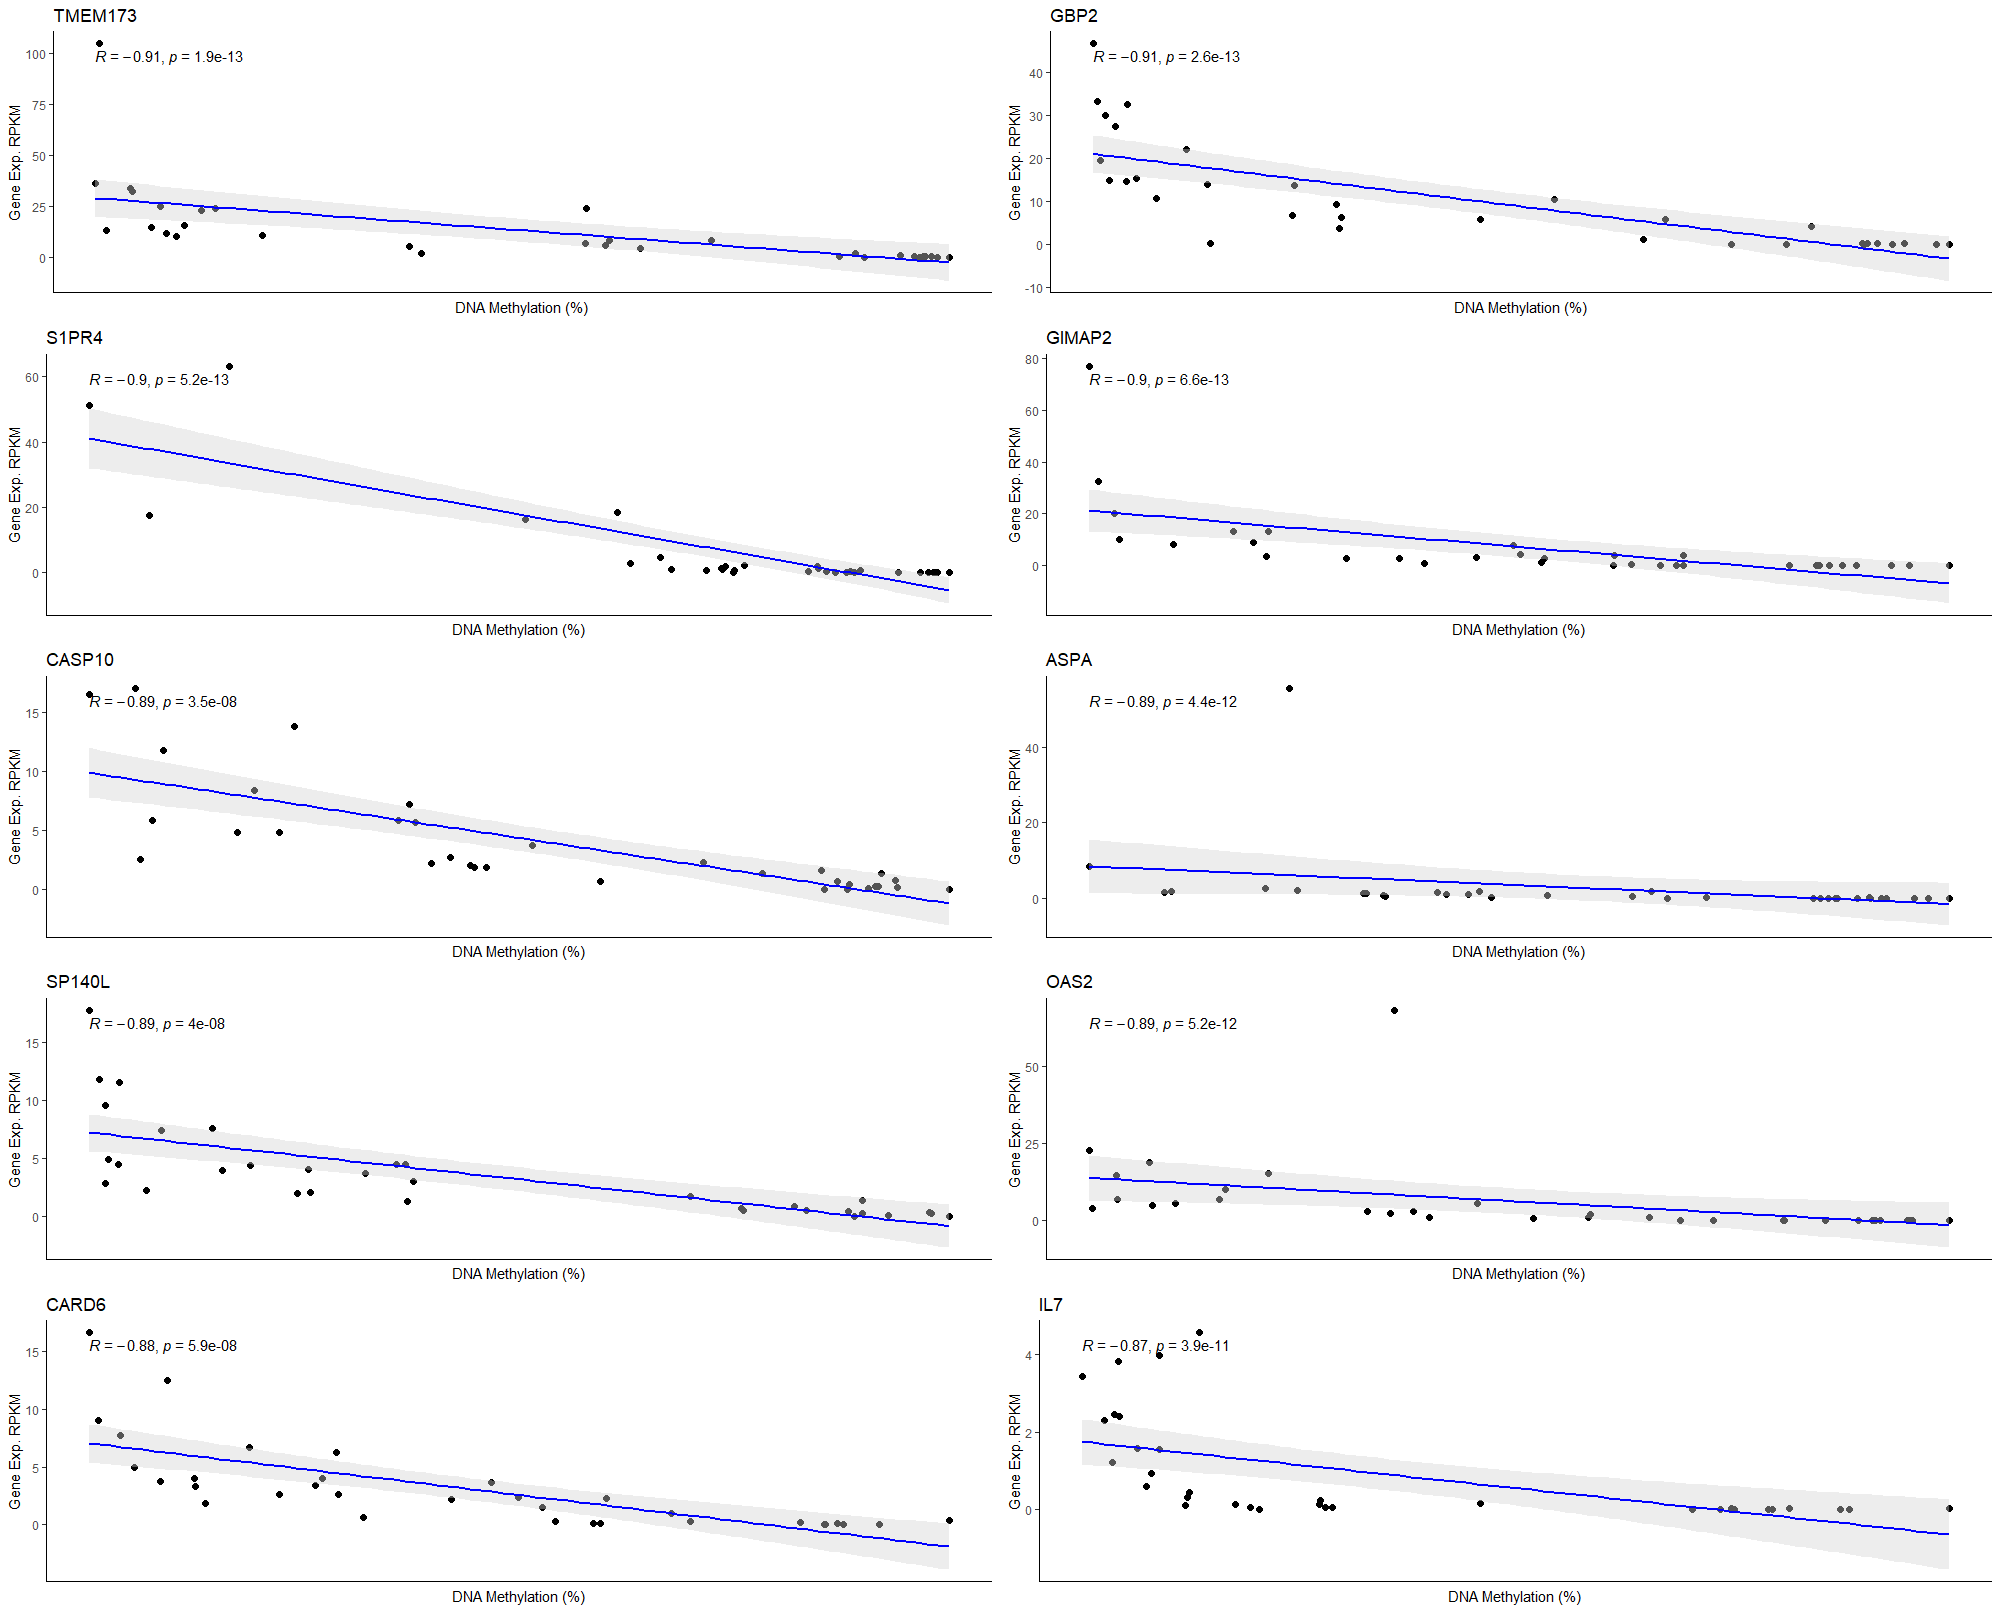 TMEM173
R = −0.91, p = 1.9e-13
Gene Exp. RPKM
100
75
50
25
0
DNA Methylation (%)
GBP2
R = −0.91, p = 2.6e-13
Gene Exp. RPKM
40
30
20
10
0
-10
DNA Methylation (%)
S1PR4
R = −0.9, p = 5.2e-13
Gene Exp. RPKM
60
40
20
0
DNA Methylation (%)
GIMAP2
R = −0.9, p = 6.6e-13
Gene Exp. RPKM
80
60
40
20
0
DNA Methylation (%)
CASP10
R = −0.89, p = 3.5e-08
Gene Exp. RPKM
15
10
5
0
DNA Methylation (%)
ASPA
R = −0.89, p = 4.4e-12
Gene Exp. RPKM
40
20
0
DNA Methylation (%)
SP140L
R = −0.89, p = 4e-08
Gene Exp. RPKM
15
10
5
0
DNA Methylation (%)
OAS2
R = −0.89, p = 5.2e-12
Gene Exp. RPKM
50
25
0
DNA Methylation (%)
CARD6
R = −0.88, p = 5.9e-08
Gene Exp. RPKM
15
10
5
0
DNA Methylation (%)
IL7
R = −0.87, p = 3.9e-11
Gene Exp. RPKM
4
2
0
DNA Methylation (%)